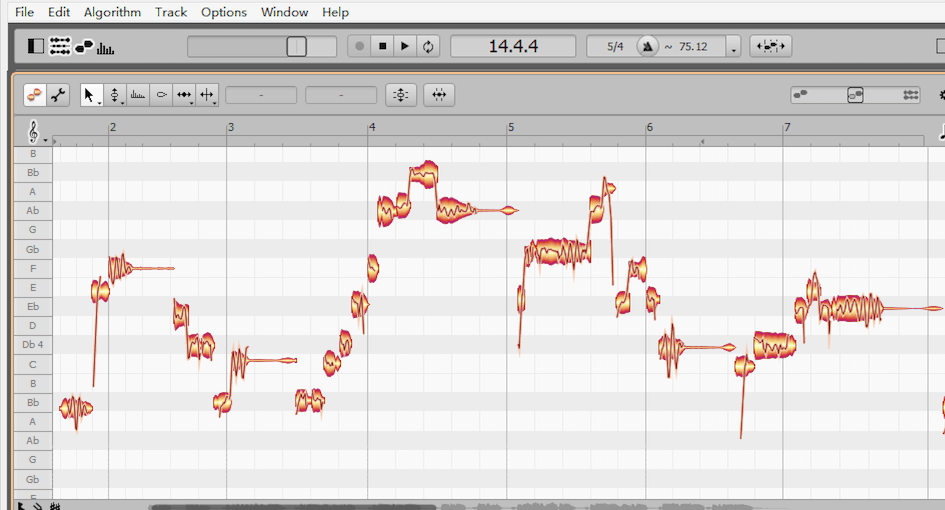 File Edit Algorithm Track Options Window Help
14.4.4 5/4 ~ 75.12
- -
2 3 4 5 6 7
B
Bb
A
Ab
G
Gb
F
E
Eb
D
Db 4
C
B
Bb
A
Ab
G
Gb